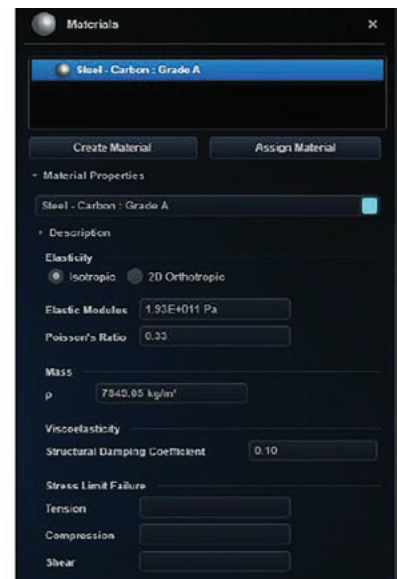 Materials ×
Steel - Carbon : Grade A
Create Material Assign Material
Material Properties
Steel - Carbon : Grade A
Description
Elasticity
Isotropic 2D Orthotropic
Elastic Modulus 1.93E+011 Pa
Poisson's Ratio 0.33
Mass
ρ 7849.05 kg/m³
Viscoelasticity
Structural Damping Coefficient 0.10
Stress Limit Failure
Tension
Compression
Shear